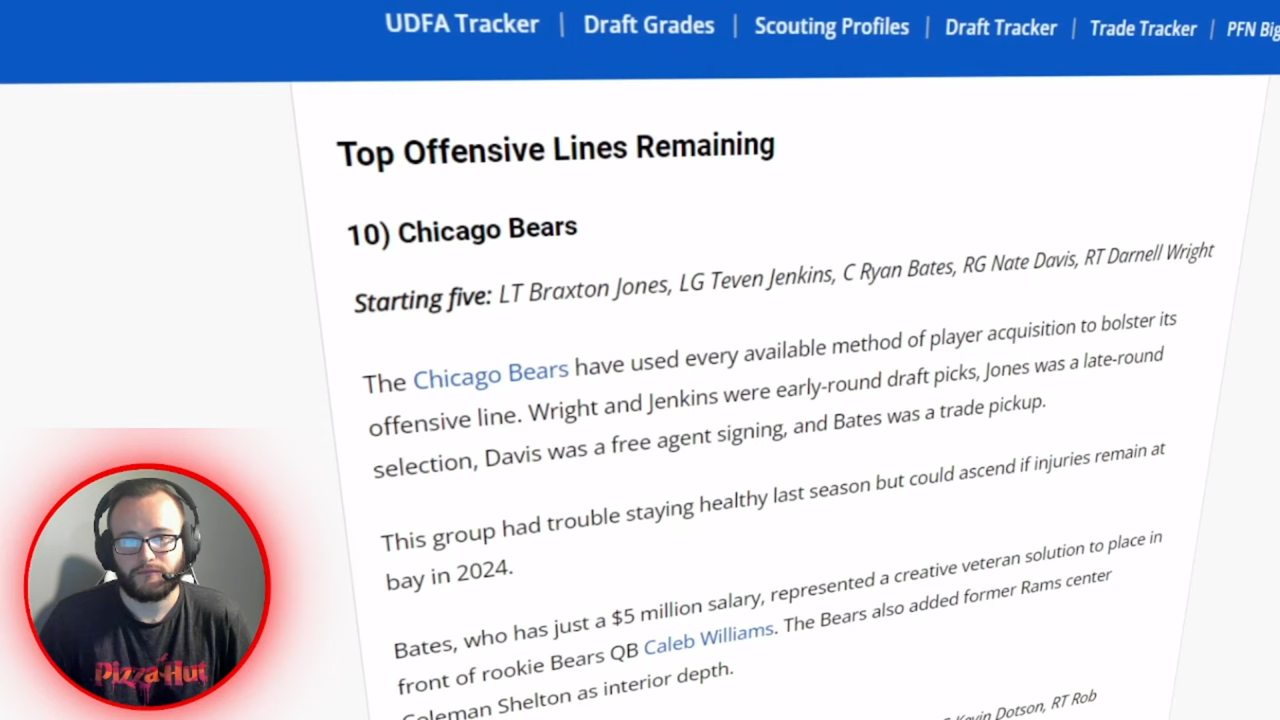 UDFA Tracker | Draft Grades | Scouting Profiles | Draft Tracker | Trade Tracker | PFN
Top Offensive Lines Remaining
10) Chicago Bears
Starting five: LT Braxton Jones, LG Teven Jenkins, C Ryan Bates, RG Nate Davis, RT Darnell Wright
The Chicago Bears have used every available method of player acquisition to bolster its
offensive line. Wright and Jenkins were early-round draft picks, Jones was a late-round
selection, Davis was a free agent signing, and Bates was a trade pickup.
This group had trouble staying healthy last season but could ascend if injuries remain at
bay in 2024.
Bates, who has just a $5 million salary, represented a creative veteran solution to place in
front of rookie Bears QB Caleb Williams. The Bears also added former Rams center
Coleman Shelton as interior depth.
Kevin Dotson, RT Rob
Pizza Hut